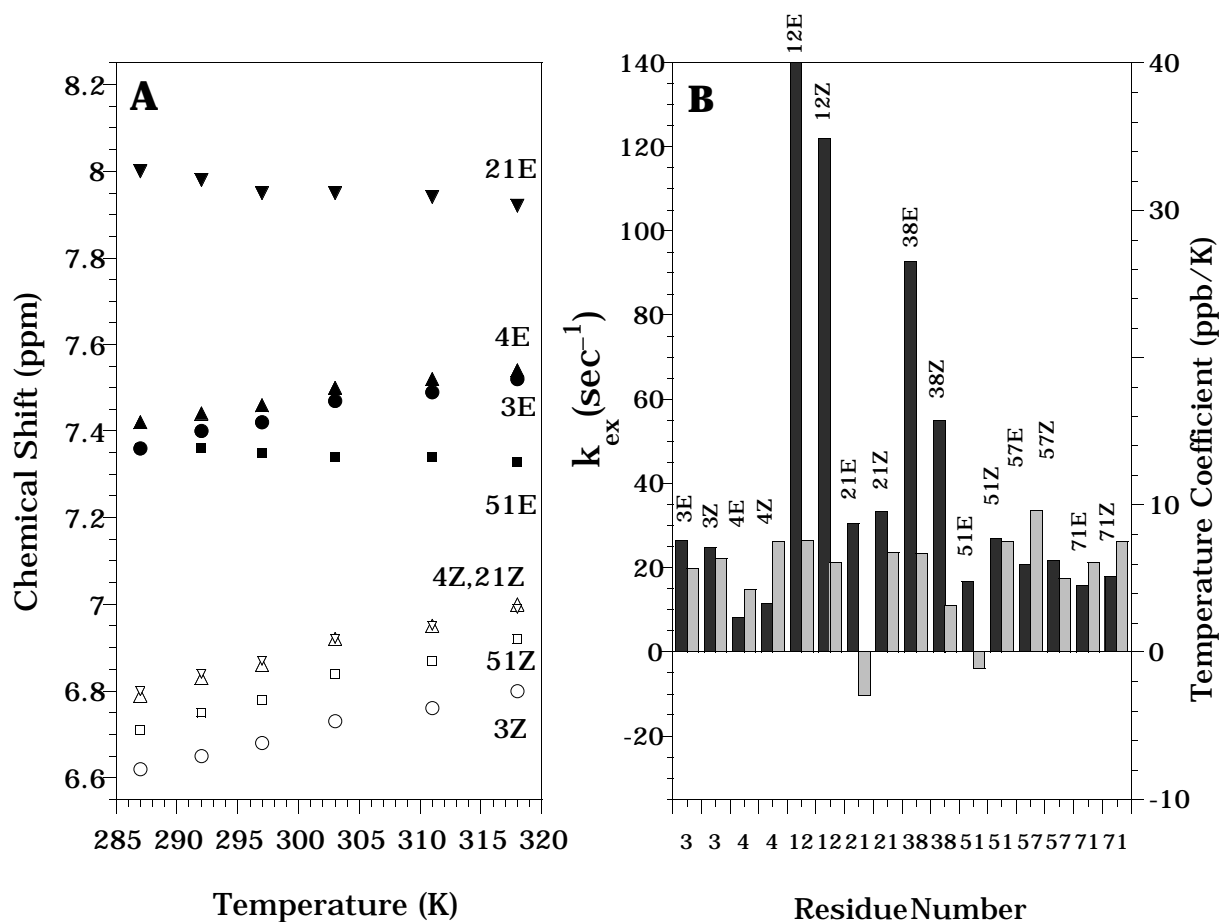 A
8.2
8
7.8
7.6
7.4
7.2
7
6.8
6.6
Chemical Shift (ppm)
21E
4E
3E
51E
4Z,21Z
51Z
3Z
285 290 295 300 305 310 315 320
Temperature (K)
B
140
120
100
80
60
40
20
0
-20
k_ex (sec⁻¹)
3E
3Z
4E
4Z
12E
12Z
21E
21Z
38E
38Z
51E
51Z
57E
57Z
71E
71Z
40
30
10
0
-10
Temperature Coefficient (ppb/K)
3 3 4 4 12 12 21 21 38 38 51 51 57 57 71 71
Residue Number